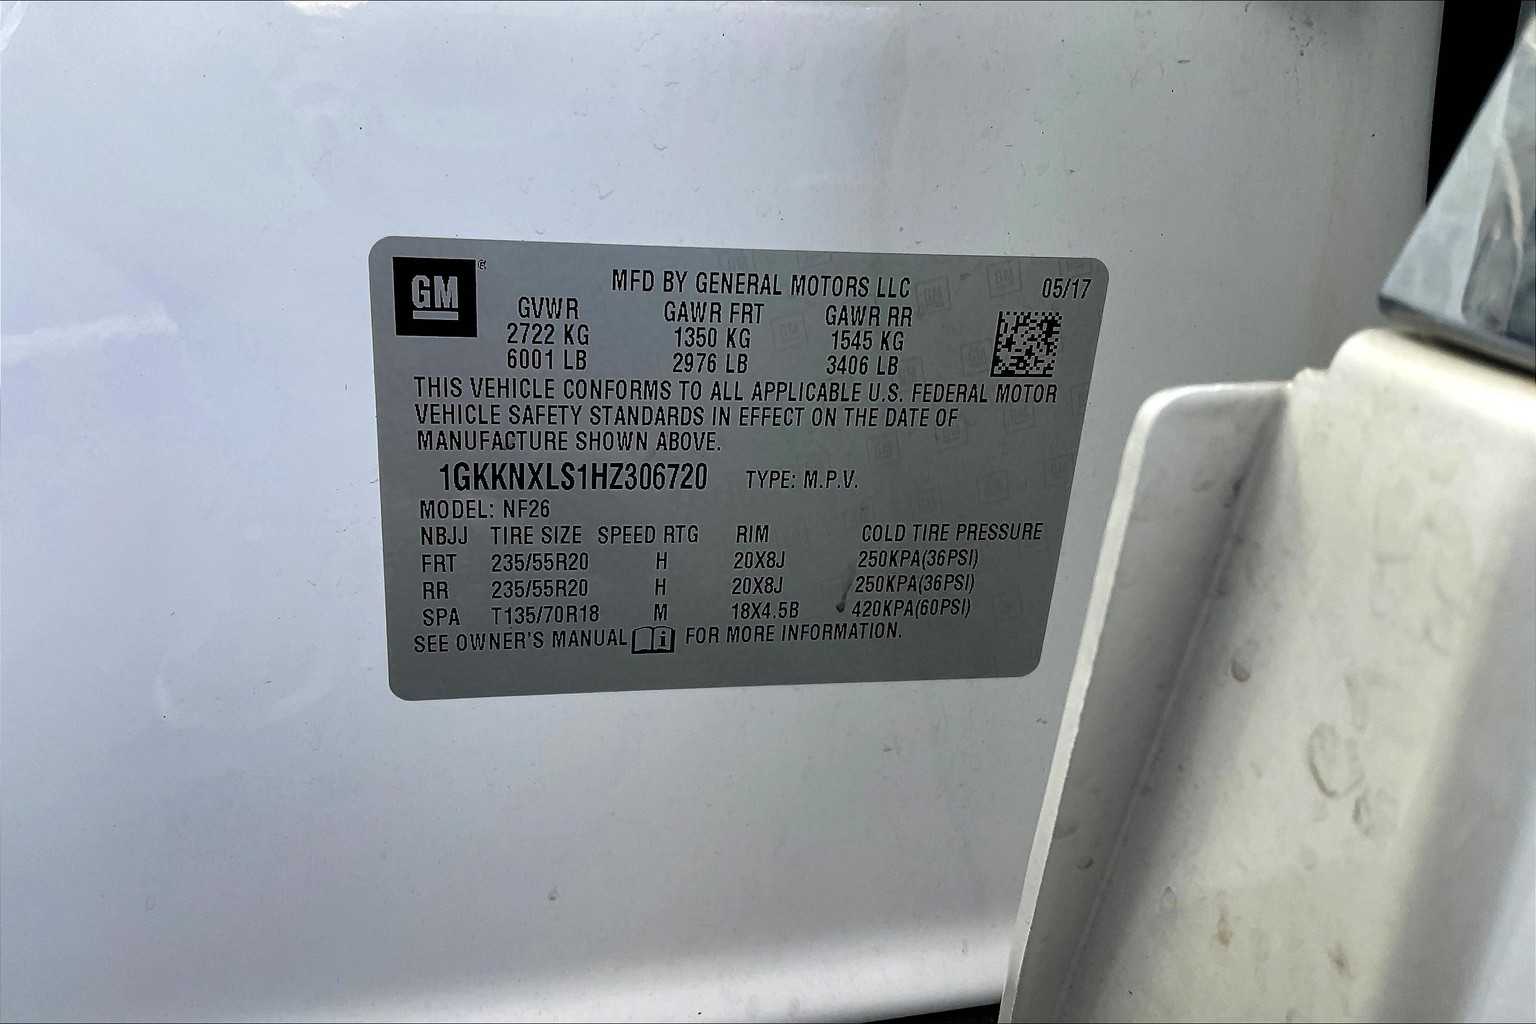 GM
MFD BY GENERAL MOTORS LLC 05/17
GVWR GAWR FRT GAWR RR
2722 KG 1350 KG 1545 KG
6001 LB 2976 LB 3406 LB
THIS VEHICLE CONFORMS TO ALL APPLICABLE U.S. FEDERAL MOTOR
VEHICLE SAFETY STANDARDS IN EFFECT ON THE DATE OF
MANUFACTURE SHOWN ABOVE.
1GKKNXLS1HZ306720 TYPE: M.P.V.
MODEL: NF26
NBJJ TIRE SIZE SPEED RTG RIM COLD TIRE PRESSURE
FRT 235/55R20 H 20X8J 250KPA(36PSI)
RR 235/55R20 H 20X8J 250KPA(36PSI)
SPA T135/70R18 M 18X4.5B 420KPA(60PSI)
SEE OWNER'S MANUAL FOR MORE INFORMATION.